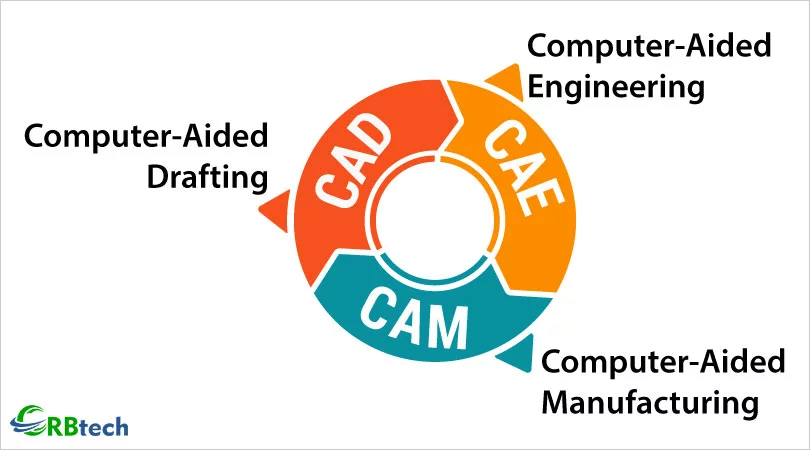 Computer-Aided
Engineering
Computer-Aided
Drafting
CAD
CAE
CAM
Computer-Aided
Manufacturing
RBtech